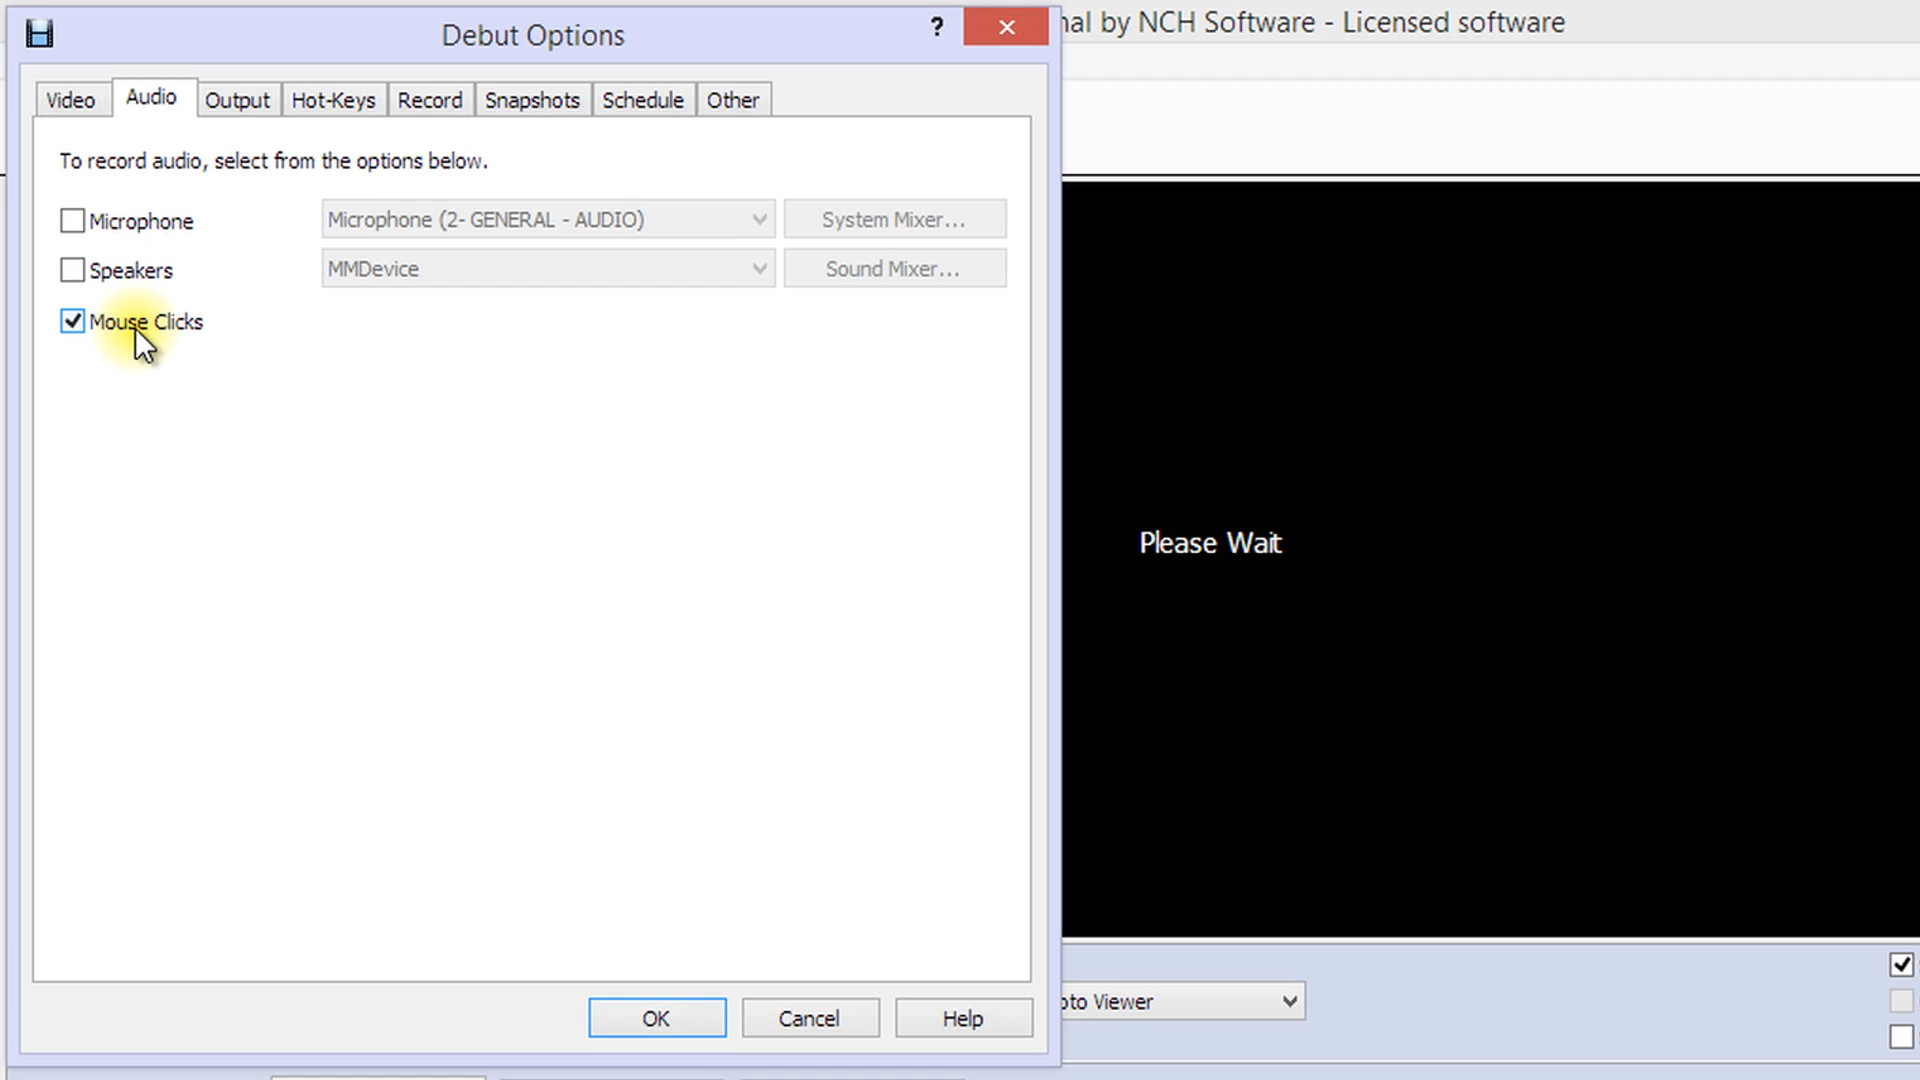 Debut Options
?
nal by NCH Software - Licensed software
Video
Audio
Output
Hot-Keys
Record
Snapshots
Schedule
Other
To record audio, select from the options below.
Microphone
Microphone (2- GENERAL - AUDIO)
System Mixer...
Speakers
MMDevice
Sound Mixer...
Mouse Clicks
Please Wait
oto Viewer
OK
Cancel
Help